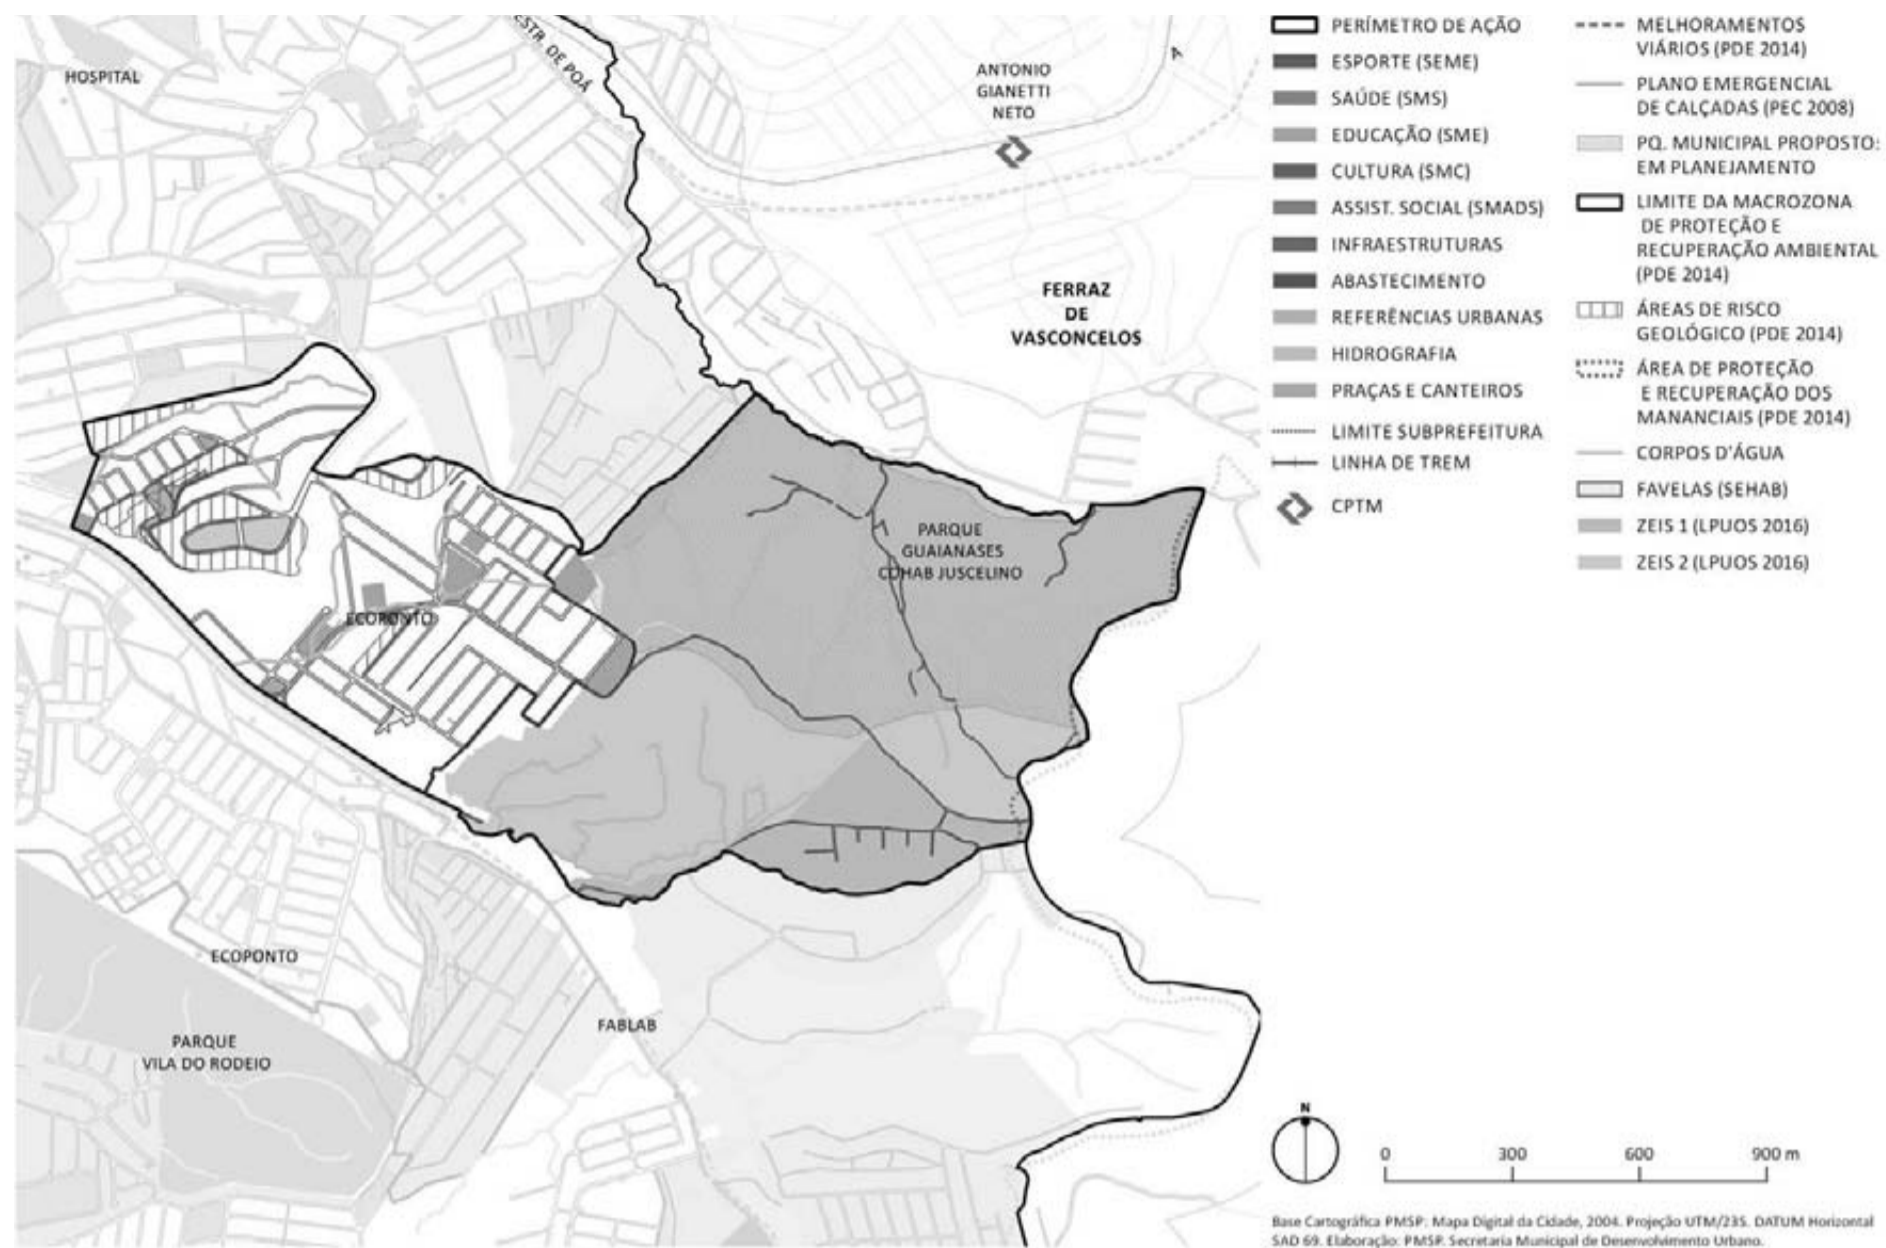 HOSPITAL
ESTR. DE POÁ
ANTONIO
GIANETTI
NETO
A
FERRAZ
DE
VASCONCELOS
PARQUE
GUAIANASES
COHAB JUSCELINO
ECOPONTO
ECOPONTO
PARQUE
VILA DO RODEIO
FABLAB
PERÍMETRO DE AÇÃO
ESPORTE (SEME)
SAÚDE (SMS)
EDUCAÇÃO (SME)
CULTURA (SMC)
ASSIST. SOCIAL (SMADS)
INFRAESTRUTURAS
ABASTECIMENTO
REFERÊNCIAS URBANAS
HIDROGRAFIA
PRAÇAS E CANTEIROS
LIMITE SUBPREFEITURA
LINHA DE TREM
CPTM
MELHORAMENTOS
VIÁRIOS (PDE 2014)
PLANO EMERGENCIAL
DE CALÇADAS (PEC 2008)
PQ. MUNICIPAL PROPOSTO:
EM PLANEJAMENTO
LIMITE DA MACROZONA
DE PROTEÇÃO E
RECUPERAÇÃO AMBIENTAL
(PDE 2014)
ÁREAS DE RISCO
GEOLÓGICO (PDE 2014)
ÁREA DE PROTEÇÃO
E RECUPERAÇÃO DOS
MANANCIAIS (PDE 2014)
CORPOS D'ÁGUA
FAVELAS (SEHAB)
ZEIS 1 (LPUOS 2016)
ZEIS 2 (LPUOS 2016)
N
0 300 600 900 m
Base Cartográfica PMSP: Mapa Digital da Cidade, 2004. Projeção UTM/23S. DATUM Horizontal
SAD 69. Elaboração: PMSP. Secretaria Municipal de Desenvolvimento Urbano.